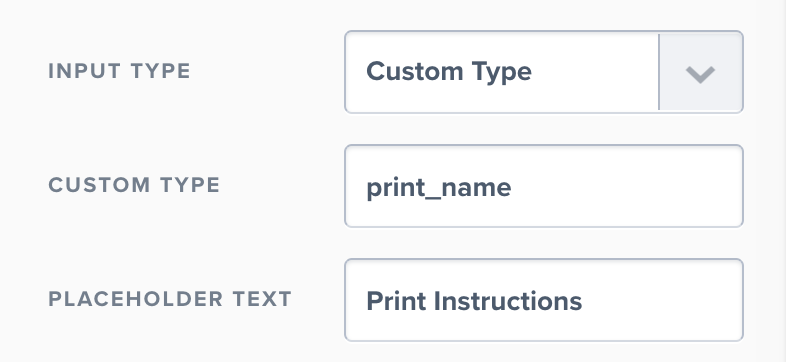 INPUT TYPE Custom Type
CUSTOM TYPE print_name
PLACEHOLDER TEXT Print Instructions